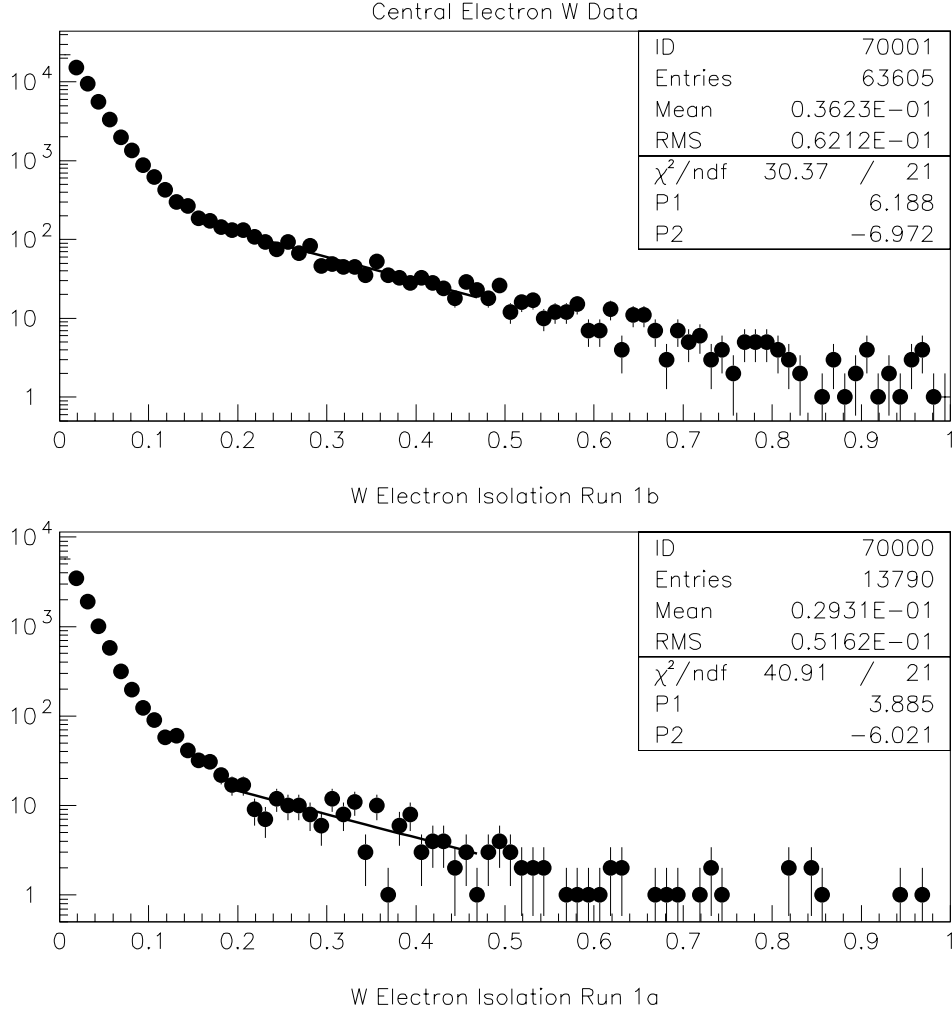 Central Electron W Data
ID 70001
Entries 63605
Mean 0.3623E−01
RMS 0.6212E−01
χ²/ndf 30.37 / 21
P1 6.188
P2 −6.972
10⁴
10³
10²
10
1
0 0.1 0.2 0.3 0.4 0.5 0.6 0.7 0.8 0.9 1
W Electron Isolation Run 1b
ID 70000
Entries 13790
Mean 0.2931E−01
RMS 0.5162E−01
χ²/ndf 40.91 / 21
P1 3.885
P2 −6.021
10⁴
10³
10²
10
1
0 0.1 0.2 0.3 0.4 0.5 0.6 0.7 0.8 0.9 1
W Electron Isolation Run 1a